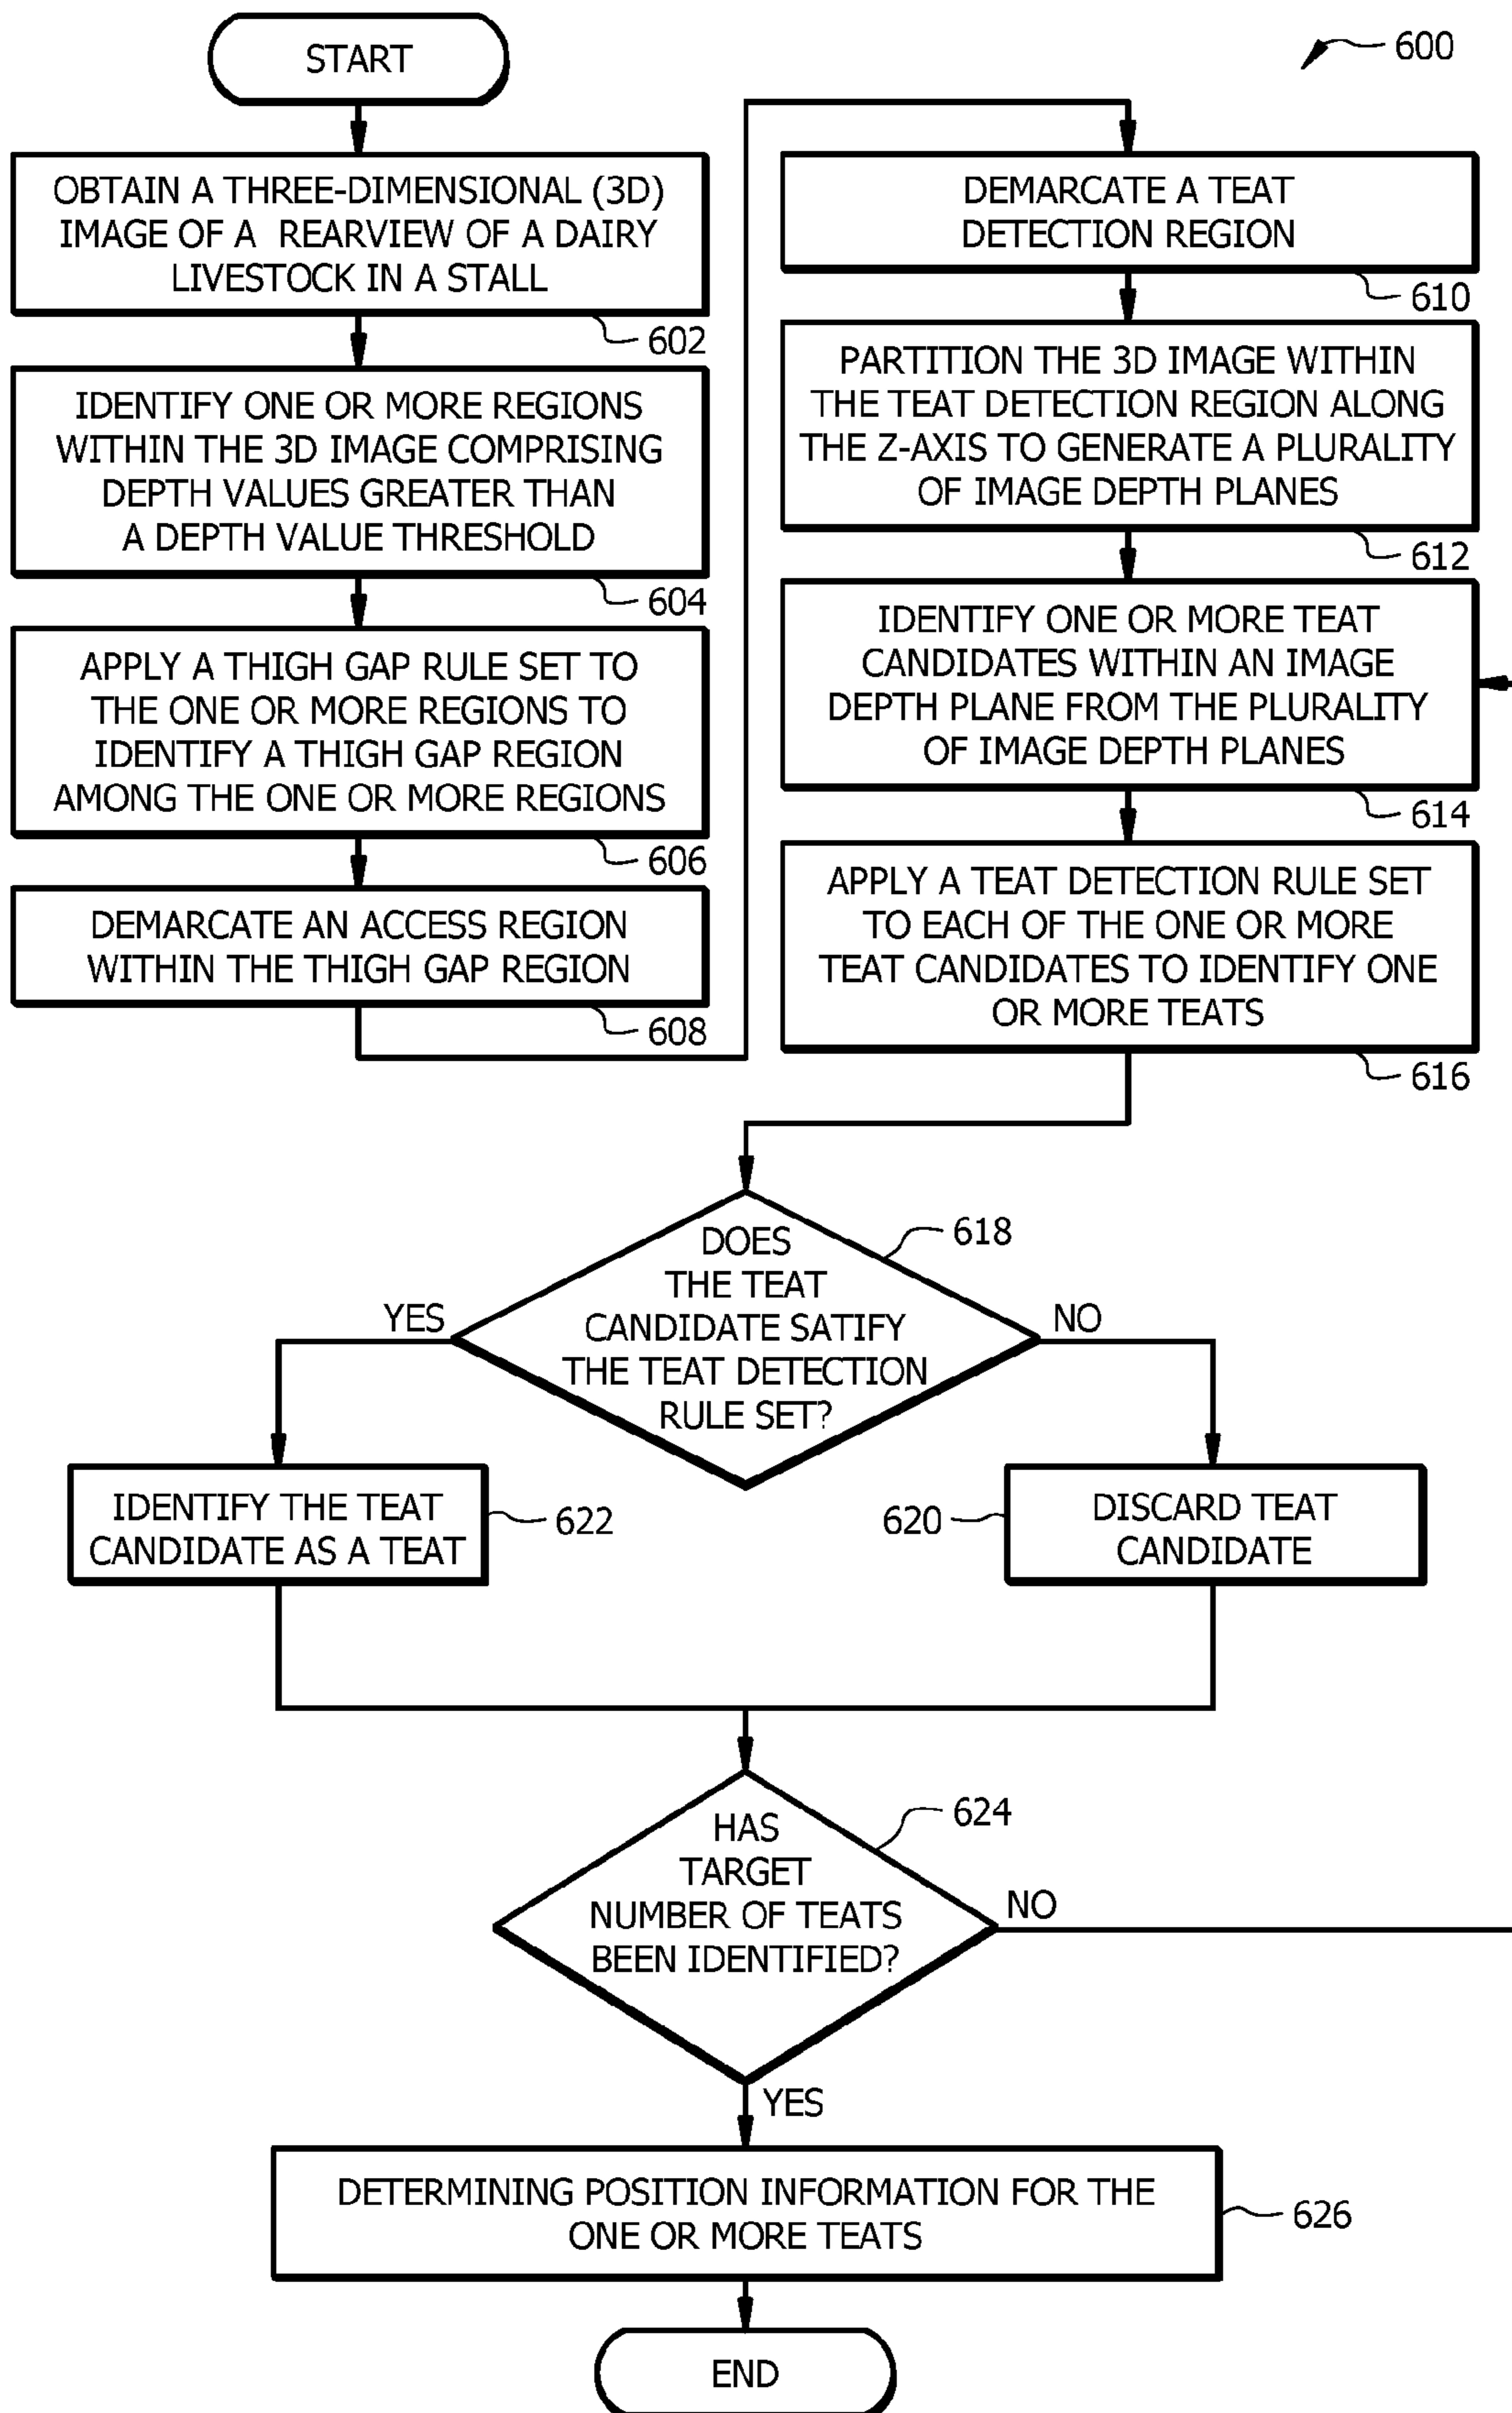 START
600
OBTAIN A THREE-DIMENSIONAL (3D)
IMAGE OF A REARVIEW OF A DAIRY
LIVESTOCK IN A STALL
602
IDENTIFY ONE OR MORE REGIONS
WITHIN THE 3D IMAGE COMPRISING
DEPTH VALUES GREATER THAN
A DEPTH VALUE THRESHOLD
604
APPLY A THIGH GAP RULE SET TO
THE ONE OR MORE REGIONS TO
IDENTIFY A THIGH GAP REGION
AMONG THE ONE OR MORE REGIONS
606
DEMARCATE AN ACCESS REGION
WITHIN THE THIGH GAP REGION
608
DEMARCATE A TEAT
DETECTION REGION
610
PARTITION THE 3D IMAGE WITHIN
THE TEAT DETECTION REGION ALONG
THE Z-AXIS TO GENERATE A PLURALITY
OF IMAGE DEPTH PLANES
612
IDENTIFY ONE OR MORE TEAT
CANDIDATES WITHIN AN IMAGE
DEPTH PLANE FROM THE PLURALITY
OF IMAGE DEPTH PLANES
614
APPLY A TEAT DETECTION RULE SET
TO EACH OF THE ONE OR MORE
TEAT CANDIDATES TO IDENTIFY ONE
OR MORE TEATS
616
DOES
THE TEAT
CANDIDATE SATIFY
THE TEAT DETECTION
RULE SET?
618
YES
NO
IDENTIFY THE TEAT
CANDIDATE AS A TEAT
622
620
DISCARD TEAT
CANDIDATE
HAS
TARGET
NUMBER OF TEATS
BEEN IDENTIFIED?
624
NO
YES
DETERMINING POSITION INFORMATION FOR THE
ONE OR MORE TEATS
626
END